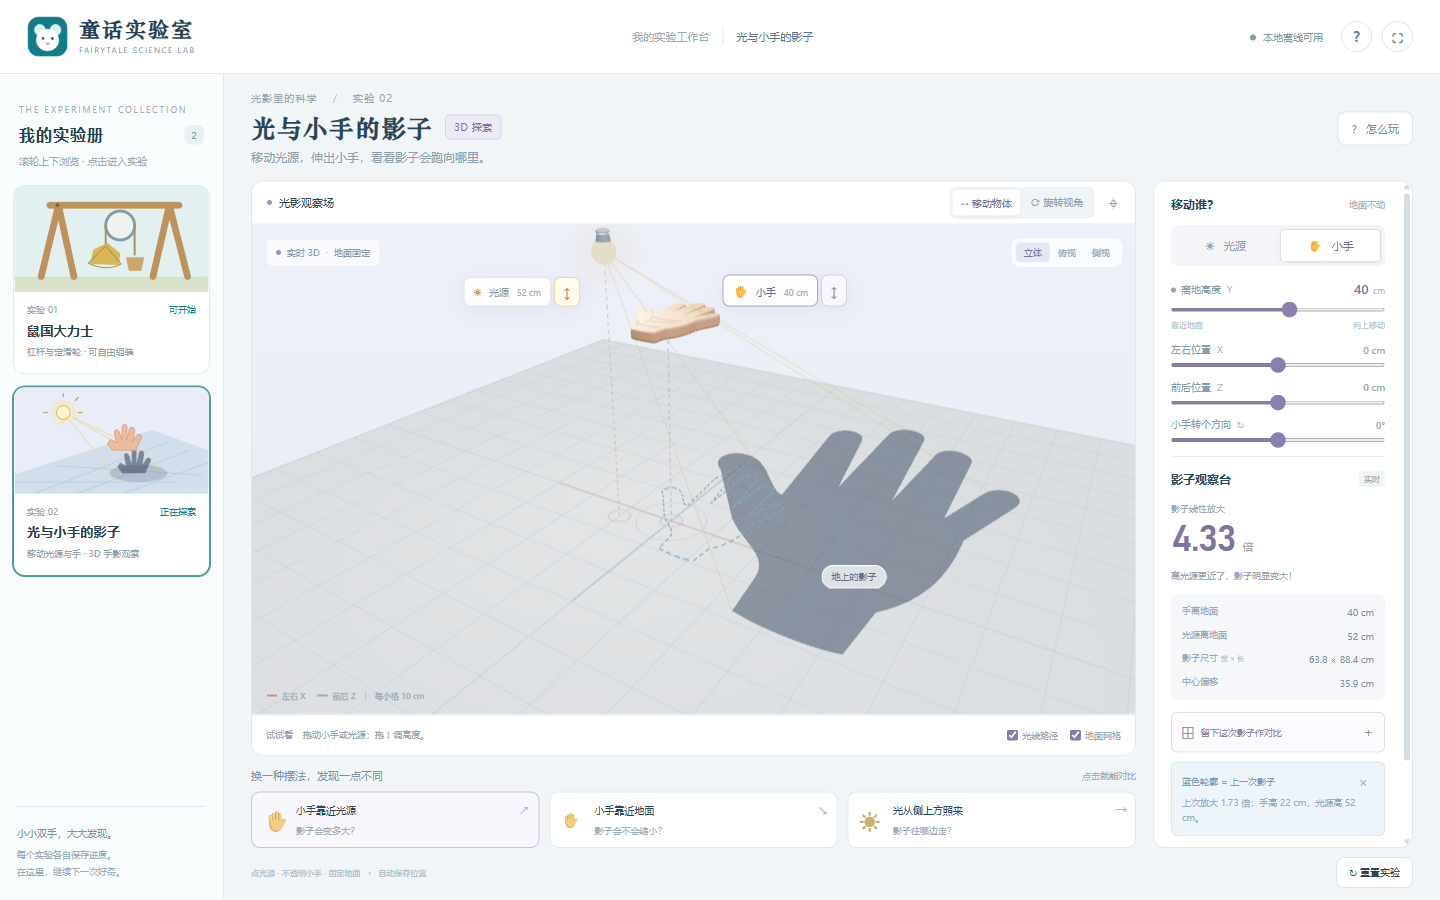 童话实验室
FAIRYTALE SCIENCE LAB
我的实验工作台
光与小手的影子
本地离线可用
?
THE EXPERIMENT COLLECTION
我的实验册
2
滚轮上下浏览 · 点击进入实验
实验 01
可开始
鼠国大力士
杠杆与定滑轮 · 可自由组装
实验 02
正在探索
光与小手的影子
移动光源与手 · 3D 手影观察
小小双手，大大发现。
每个实验各自保存进度。
在这里，继续下一次好奇。
光影里的科学 / 实验 02
光与小手的影子
3D 探索
移动光源，伸出小手，看看影子会跑向哪里。
? 怎么玩
光影观察场
↔ 移动物体
⟳ 旋转视角
实时 3D · 地面固定
立体
俯视
侧视
光源 52 cm
小手 40 cm
地上的影子
左右 X
前后 Z
每小格 10 cm
试试看 拖动小手或光源；拖 ↕ 调高度。
光线路径
地面网格
换一种摆法，发现一点不同
点击就能对比
小手靠近光源
影子会变多大？
小手靠近地面
影子会不会缩小？
光从侧上方照来
影子往哪边走？
点光源 · 不透明小手 · 固定地面 • 自动保存位置
移动谁？
地面不动
光源
小手
离地高度 Y
40 cm
靠近地面
向上移动
左右位置 X
0 cm
前后位置 Z
0 cm
小手转个方向 ↻
0°
影子观察台
实时
影子线性放大
4.33 倍
离光源更近了，影子明显变大！
手离地面
40 cm
光源离地面
52 cm
影子尺寸 宽 × 长
63.8 × 88.4 cm
中心偏移
35.9 cm
留下这次影子作对比
+
蓝色轮廓 = 上一次影子
×
上次放大 1.73 倍；手高 22 cm，光源高 52
cm。
↻ 重置实验